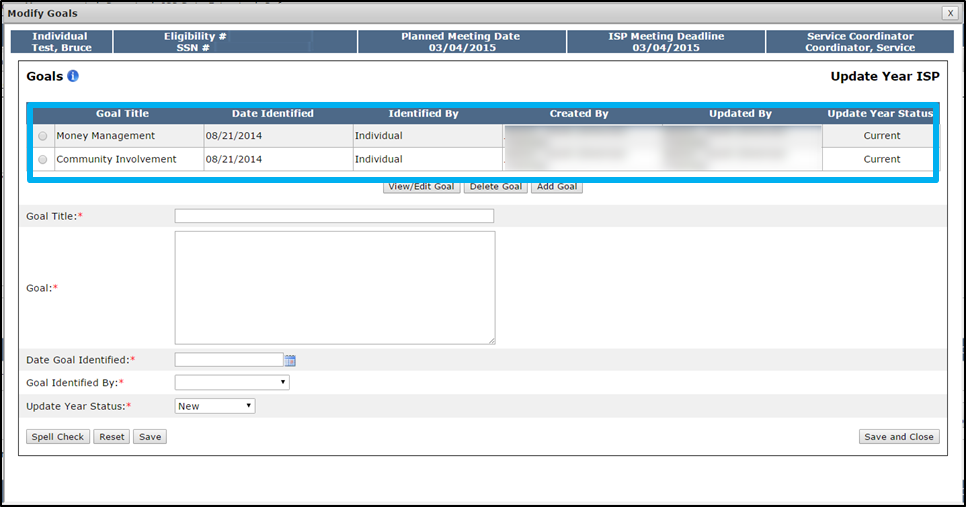 Modify Goals X
Individual Eligibility # Planned Meeting Date ISP Meeting Deadline Service Coordinator
Test, Bruce SSN # 03/04/2015 03/04/2015 Coordinator, Service
Goals i Update Year ISP
Goal Title Date Identified Identified By Created By Updated By Update Year Status
Money Management 08/21/2014 Individual Current
Community Involvement 08/21/2014 Individual Current
View/Edit Goal Delete Goal Add Goal
Goal Title:*
Goal:*
Date Goal Identified:*
Goal Identified By:*
Update Year Status:* New
Spell Check Reset Save Save and Close